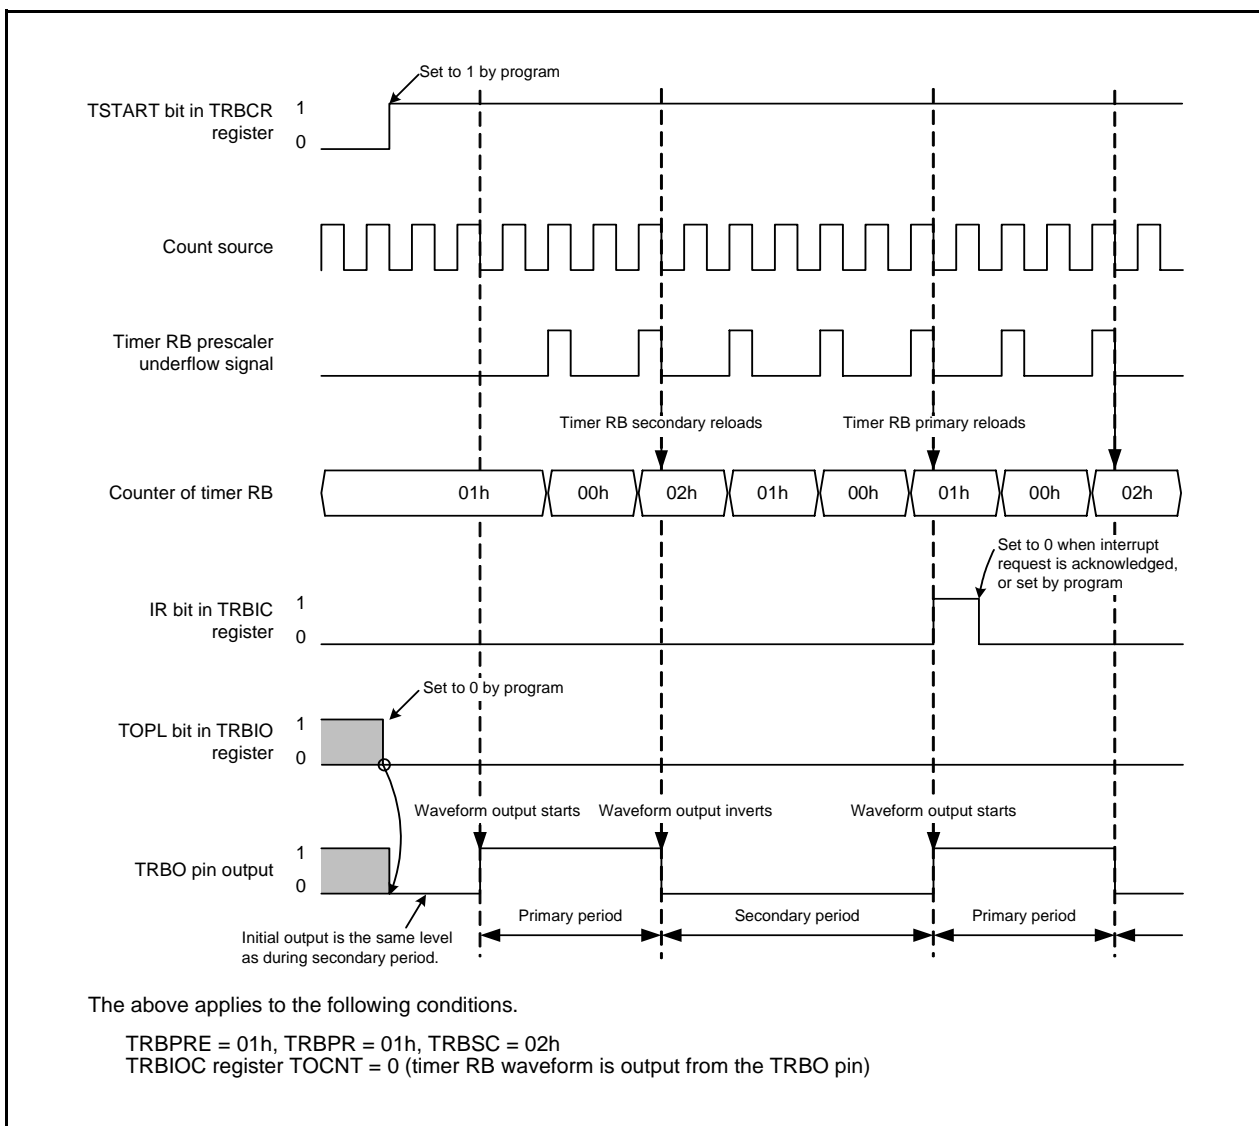 Set to 1 by program
TSTART bit in TRBCR
register
1
0
Count source
Timer RB prescaler
underflow signal
Timer RB secondary reloads
Timer RB primary reloads
Counter of timer RB
01h
00h
02h
01h
00h
01h
00h
02h
Set to 0 when interrupt
request is acknowledged,
or set by program
IR bit in TRBIC
register
1
0
Set to 0 by program
TOPL bit in TRBIO
register
1
0
Waveform output starts
Waveform output inverts
Waveform output starts
TRBO pin output
1
0
Primary period
Secondary period
Primary period
Initial output is the same level
as during secondary period.
The above applies to the following conditions.
TRBPRE = 01h, TRBPR = 01h, TRBSC = 02h
TRBIOC register TOCNT = 0 (timer RB waveform is output from the TRBO pin)